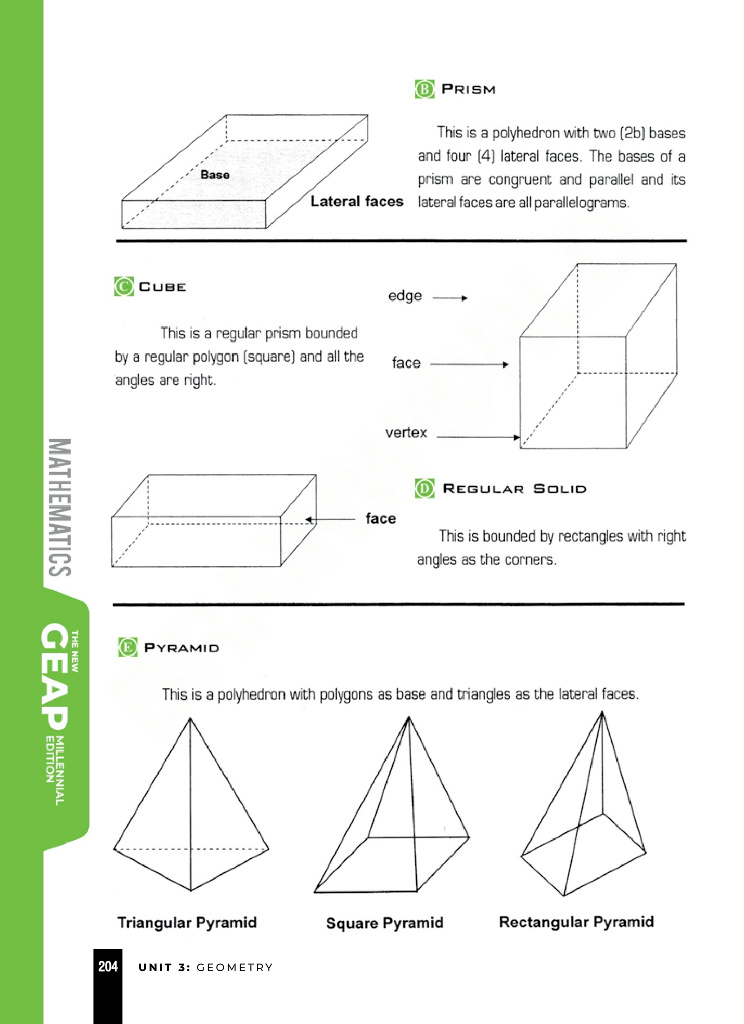 B PRISM
This is a polyhedron with two (2b) bases
and four (4) lateral faces. The bases of a
prism are congruent and parallel and its
lateral faces are all parallelograms.
Base
Lateral faces
C CUBE
This is a regular prism bounded
by a regular polygon (square) and all the
angles are right.
edge
face
vertex
face
D REGULAR SOLID
This is bounded by rectangles with right
angles as the corners.
E PYRAMID
This is a polyhedron with polygons as base and triangles as the lateral faces.
Triangular Pyramid
Square Pyramid
Rectangular Pyramid
MATHEMATICS
THE NEW
GEAP
MILLENNIAL
EDITION
204 UNIT 3: GEOMETRY